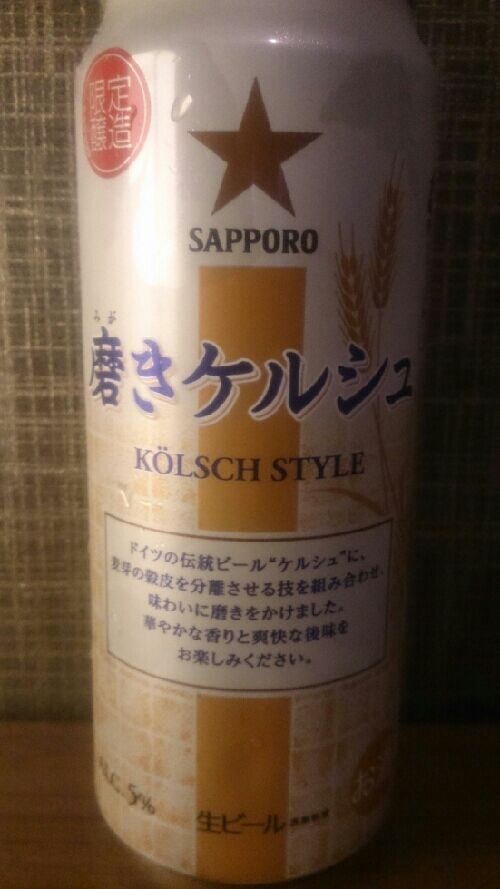 限定
醸造
SAPPORO
みが
磨きケルシュ
KÖLSCH STYLE
ドイツの伝統ビール“ケルシュ”に、
麦芽の穀皮を分離させる技を組み合わせ、
味わいに磨きをかけました。
華やかな香りと爽快な後味を
お楽しみください。
ALC. 5%
生ビール
お酒